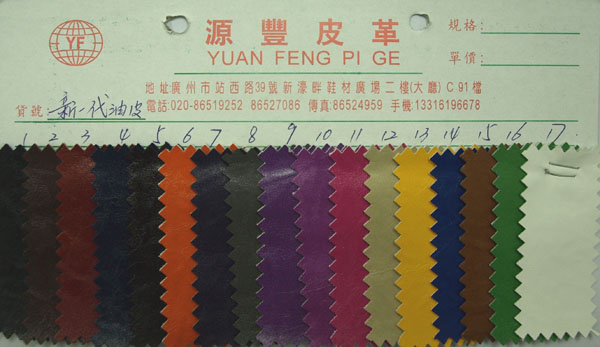 YF
源豐皮革
YUAN FENG PI GE
規格:
單價:
地址廣州市站西路39號新濠畔鞋材廣場二樓(大廳)C 91檔
電話:020-86519252 86527086 傳真:86524959 手機:13316196678
貨號 新一代油皮
1 2 3 4 5 6 7 8 9 10 11 12 13 14 15 16 17.